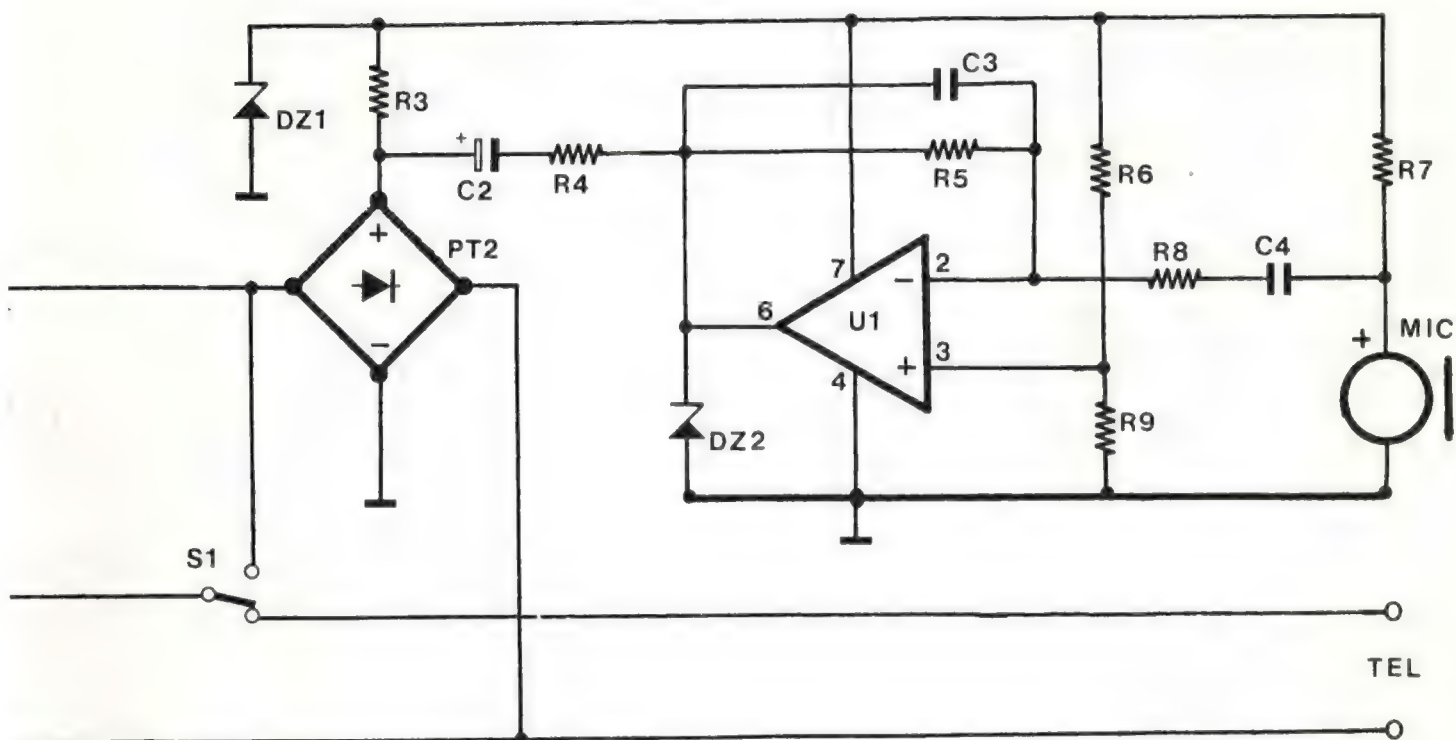 C3
R3
DZ1
+
C2
R4
R5
R6
R7
+
PT2
-
7
2
-
R8
C4
6
U1
MIC
+
+
3
4
DZ2
R9
S1
TEL